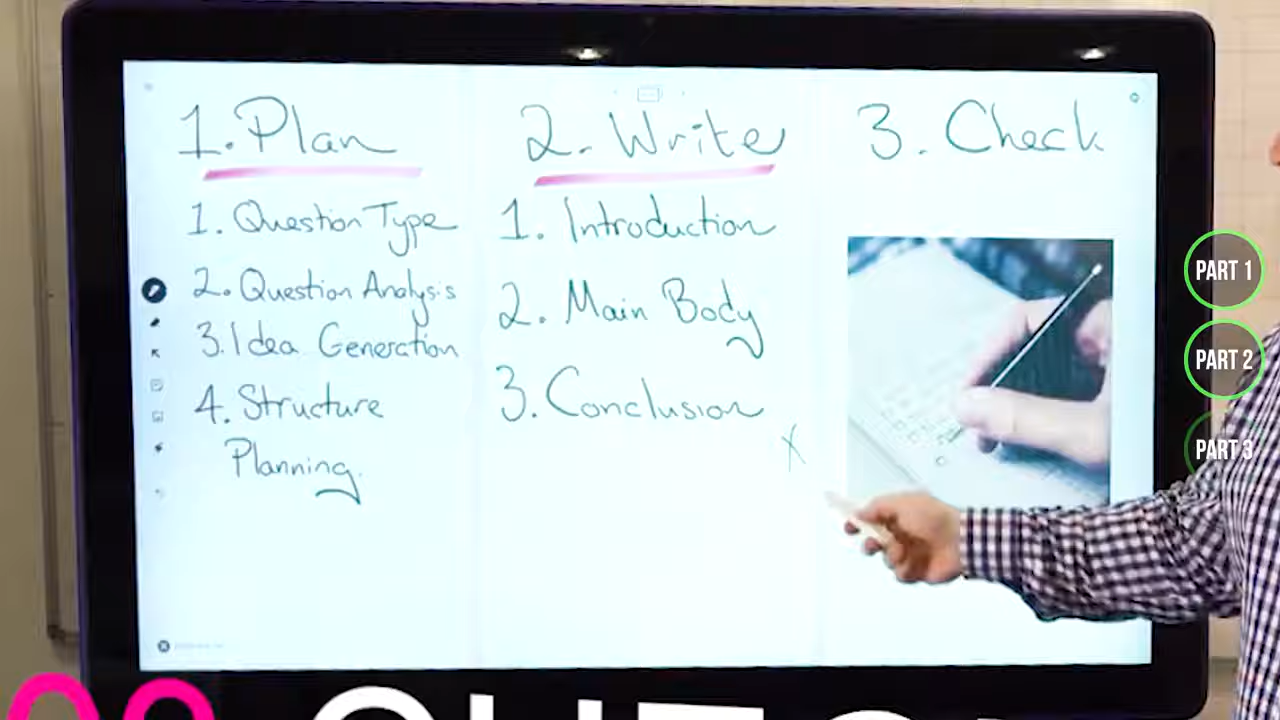 1. Plan
1. Question Type
2. Question Analysis
3. Idea Generation
4. Structure
Planning.
2. Write
1. Introduction
2. Main Body
3. Conclusion
X
3. Check
PART 1
PART 2
PART 3